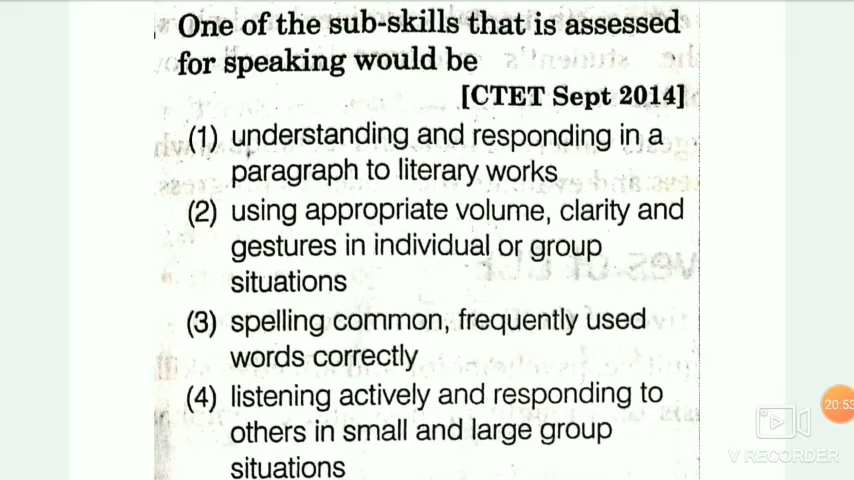 One of the sub-skills that is assessed
for speaking would be
[CTET Sept 2014]
(1) understanding and responding in a
paragraph to literary works
(2) using appropriate volume, clarity and
gestures in individual or group
situations
(3) spelling common, frequently used
words correctly
(4) listening actively and responding to
others in small and large group
situations
20:53
V RECORDER